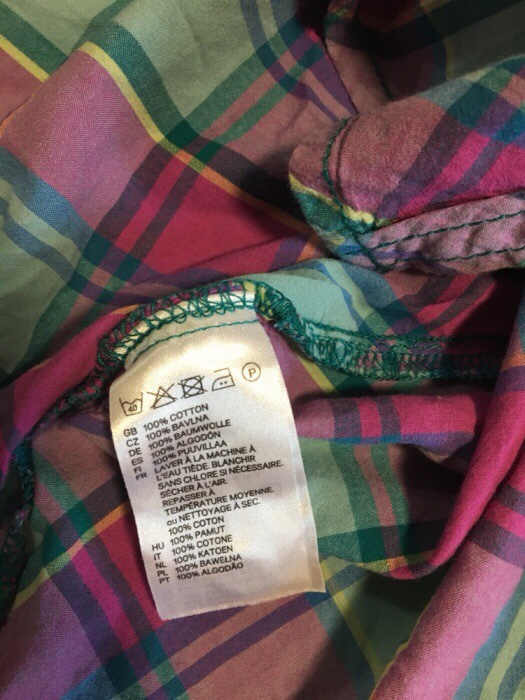 40 P
GB 100% COTTON
CZ 100% BAVLNA
DE 100% BAUMWOLLE
ES 100% ALGODÓN
FI 100% PUUVILLAA
FR LAVER À LA MACHINE À
L'EAU TIÈDE. BLANCHIR
SANS CHLORE SI NÉCESSAIRE.
SÉCHER À L'AIR.
REPASSER À
TEMPÉRATURE MOYENNE.
ou NETTOYAGE À SEC.
100% COTON
HU 100% PAMUT
IT 100% COTONE
NL 100% KATOEN
PL 100% BAWEŁNA
PT 100% ALGODÃO